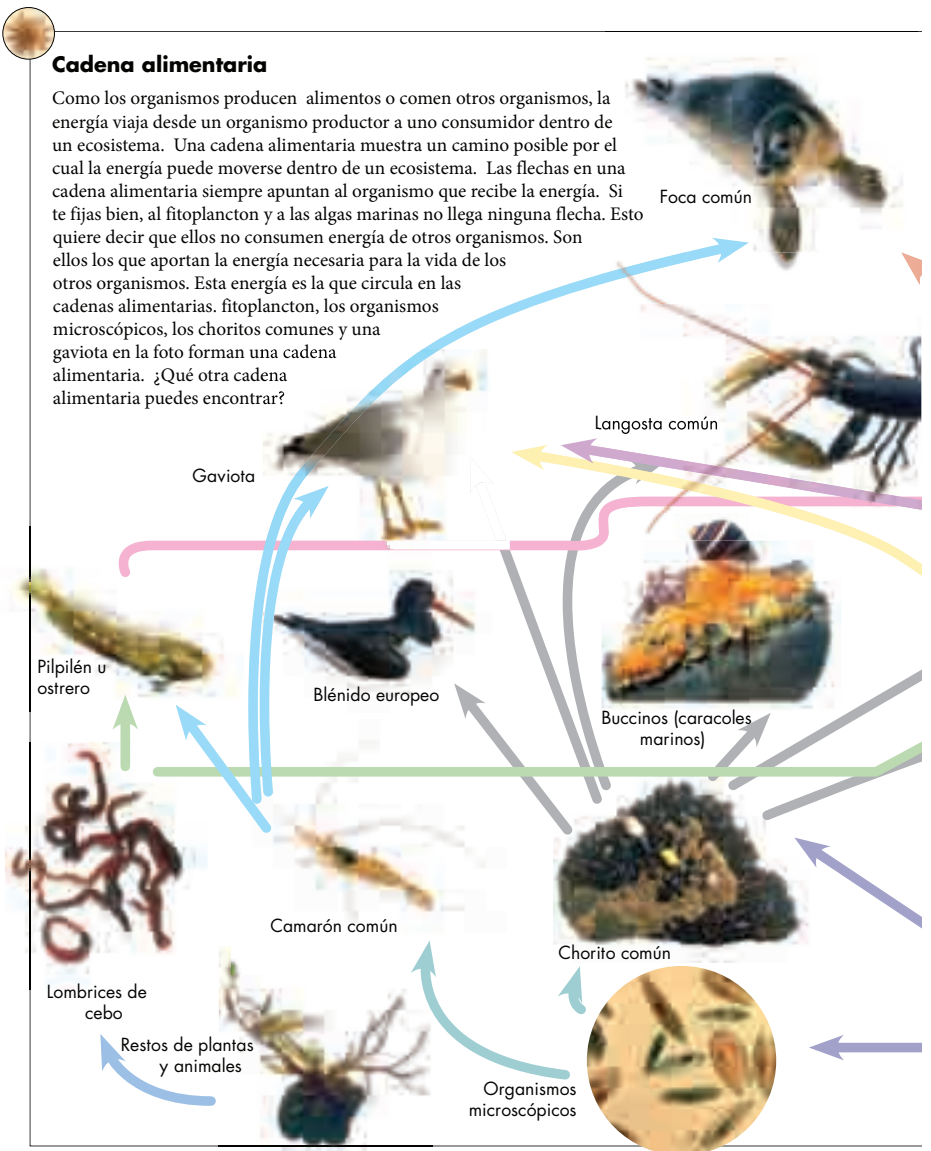 Cadena alimentaria
Como los organismos producen alimentos o comen otros organismos, la
energía viaja desde un organismo productor a uno consumidor dentro de
un ecosistema. Una cadena alimentaria muestra un camino posible por el
cual la energía puede moverse dentro de un ecosistema. Las flechas en una
cadena alimentaria siempre apuntan al organismo que recibe la energía. Si
te fijas bien, al fitoplancton y a las algas marinas no llega ninguna flecha. Esto
quiere decir que ellos no consumen energía de otros organismos. Son
ellos los que aportan la energía necesaria para la vida de los
otros organismos. Esta energía es la que circula en las
cadenas alimentarias. fitoplancton, los organismos
microscópicos, los choritos comunes y una
gaviota en la foto forman una cadena
alimentaria. ¿Qué otra cadena
alimentaria puedes encontrar?
Foca común
Langosta común
Gaviota
Pilpilén u
ostrero
Blénido europeo
Buccinos (caracoles
marinos)
Camarón común
Chorito común
Lombrices de
cebo
Restos de plantas
y animales
Organismos
microscópicos